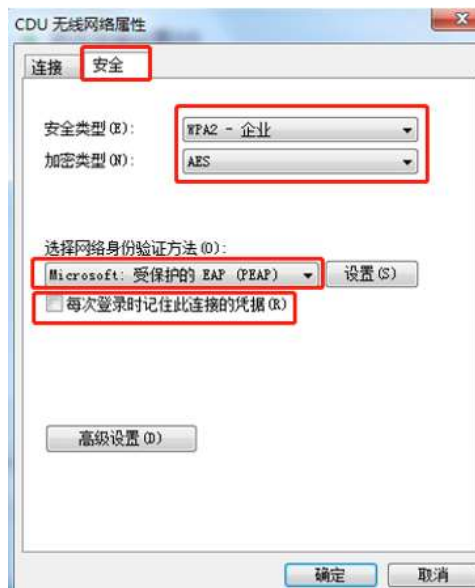 CDU 无线网络属性
连接 安全
安全类型(E): WPA2 - 企业
加密类型(N): AES
选择网络身份验证方法(O):
Microsoft: 受保护的 EAP (PEAP) 设置(S)
每次登录时记住此连接的凭据(R)
高级设置(D)
确定 取消